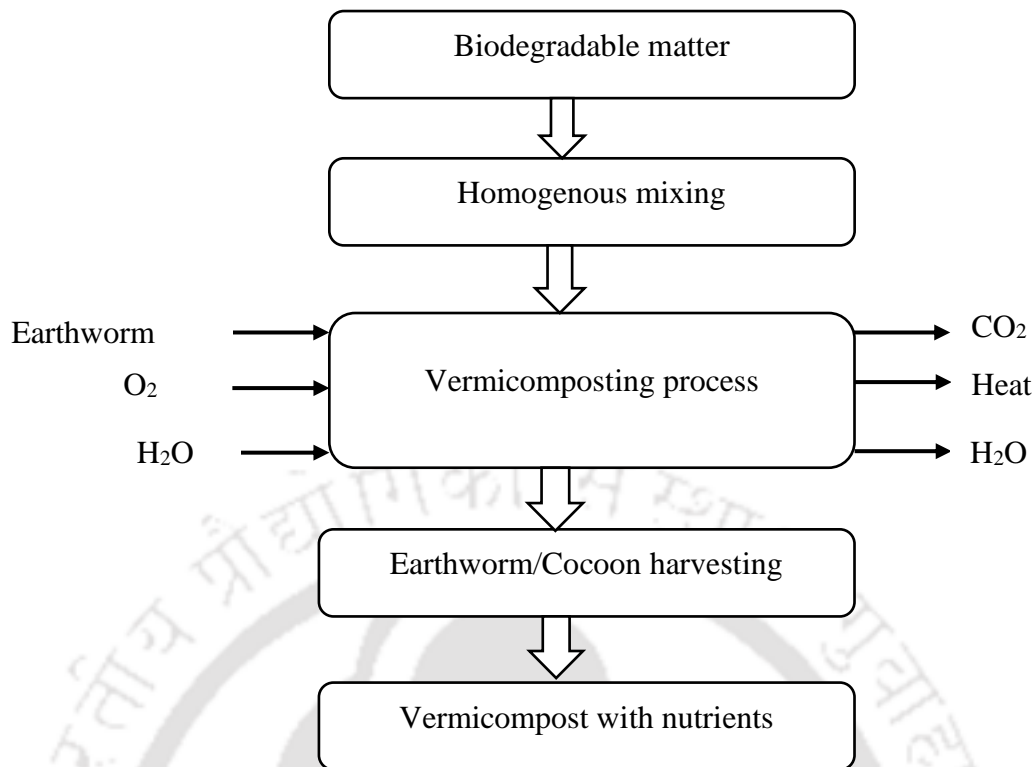 Biodegradable matter
Homogenous mixing
Earthworm
O₂
H₂O
Vermicomposting process
CO₂
Heat
H₂O
Earthworm/Cocoon harvesting
Vermicompost with nutrients